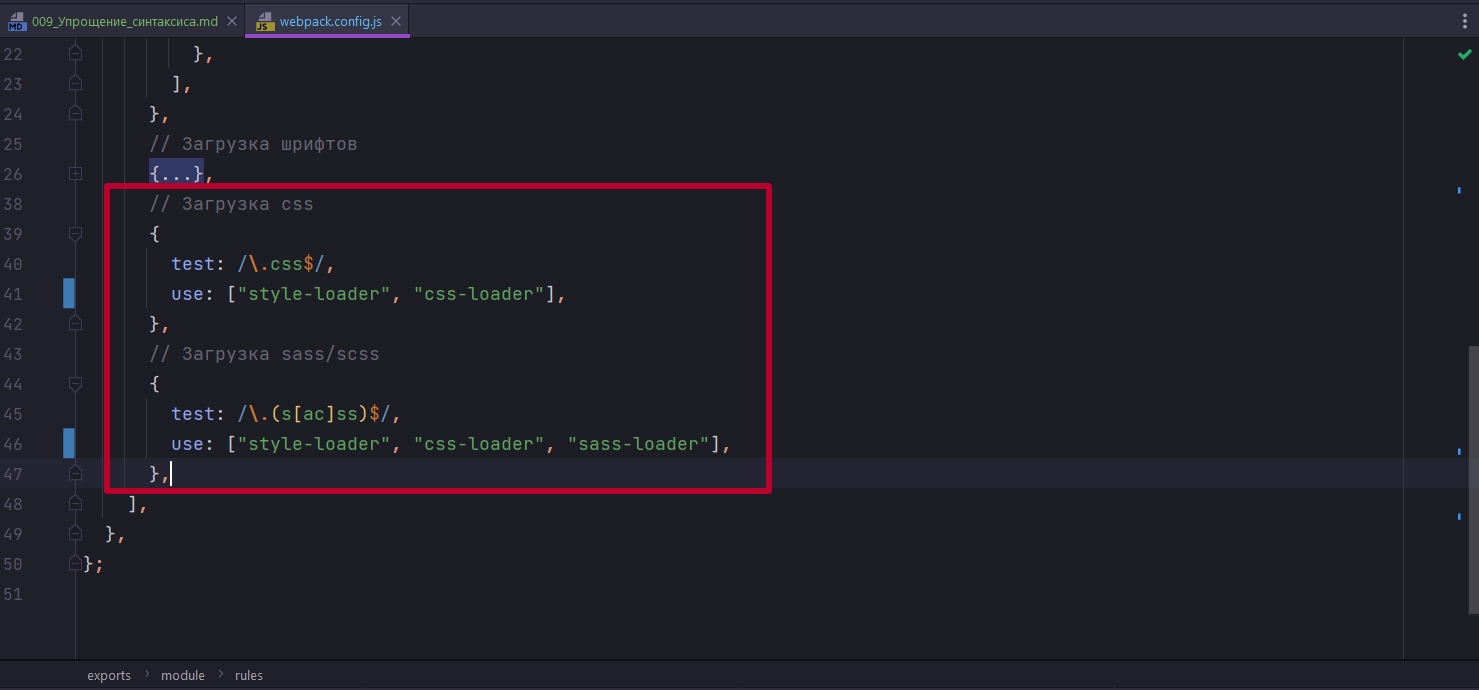 009_Упрощение_синтаксиса.md webpack.config.js
22 },
23 ],
24 },
25 // Загрузка шрифтов
26 {...},
38 // Загрузка css
39 {
40 test: /\.css$/,
41 use: ["style-loader", "css-loader"],
42 },
43 // Загрузка sass/scss
44 {
45 test: /\.(s[ac]ss)$/,
46 use: ["style-loader", "css-loader", "sass-loader"],
47 },
48 ],
49 },
50 };
51
exports › module › rules